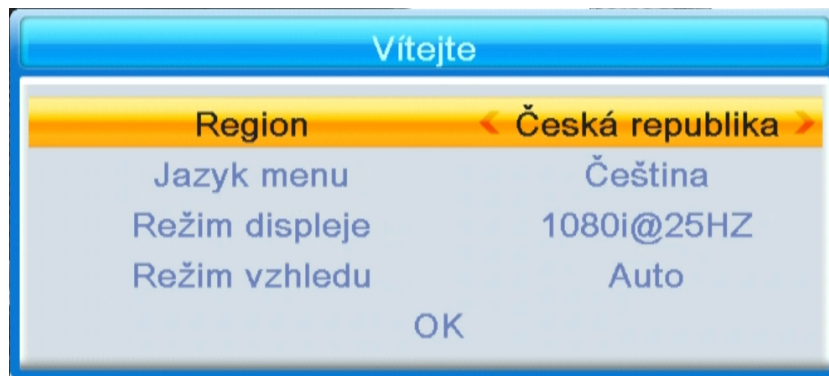 Vítejte
Region Česká republika
Jazyk menu Čeština
Režim displeje 1080i@25HZ
Režim vzhledu Auto
OK